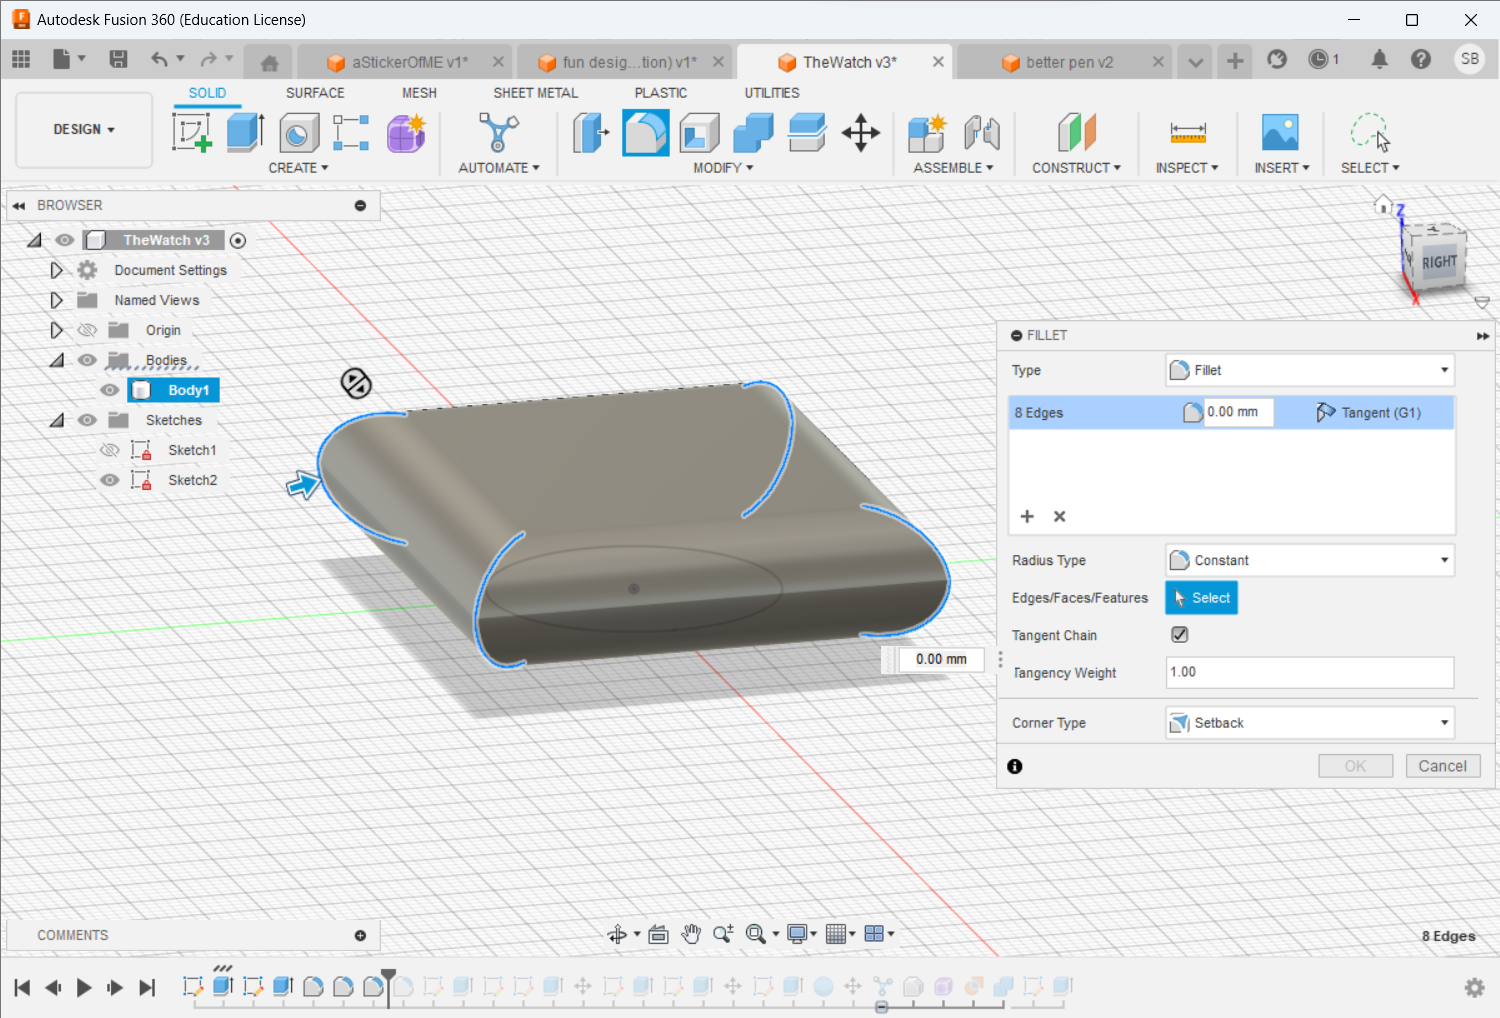 Autodesk Fusion 360 (Education License)
aStickerOfME v1*
fun desig...tion) v1*
TheWatch v3*
better pen v2
1
SB
DESIGN
SOLID
SURFACE
MESH
SHEET METAL
PLASTIC
UTILITIES
CREATE
AUTOMATE
MODIFY
ASSEMBLE
CONSTRUCT
INSPECT
INSERT
SELECT
BROWSER
TheWatch v3
Document Settings
Named Views
Origin
Bodies
Body1
Sketches
Sketch1
Sketch2
Z
RIGHT
X
0.00 mm
FILLET
Type
Fillet
8 Edges
0.00 mm
Tangent (G1)
Radius Type
Constant
Edges/Faces/Features
Select
Tangent Chain
Tangency Weight
1.00
Corner Type
Setback
OK
Cancel
COMMENTS
8 Edges